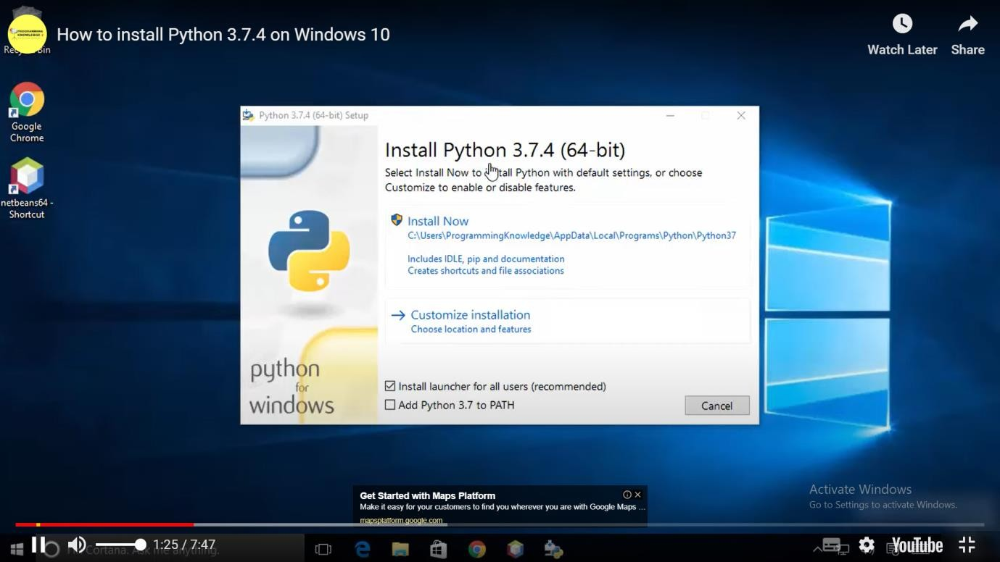 How to install Python 3.7.4 on Windows 10
Watch Later
Share
PROGRAMMING
KNOWLEDGE
Bin
Google
Chrome
netbeans64 -
Shortcut
Python 3.7.4 (64-bit) Setup
Install Python 3.7.4 (64-bit)
Select Install Now to install Python with default settings, or choose
Customize to enable or disable features.
Install Now
C:\Users\ProgrammingKnowledge\AppData\Local\Programs\Python\Python37
Includes IDLE, pip and documentation
Creates shortcuts and file associations
Customize installation
Choose location and features
python
for
windows
Install launcher for all users (recommended)
Add Python 3.7 to PATH
Cancel
Get Started with Maps Platform
Make it easy for your customers to find you wherever you are with Google Maps ...
mapsplatform.google.com
Activate Windows
Go to Settings to activate Windows.
1:25 / 7:47
Cortana. Ask me anything.
YouTube